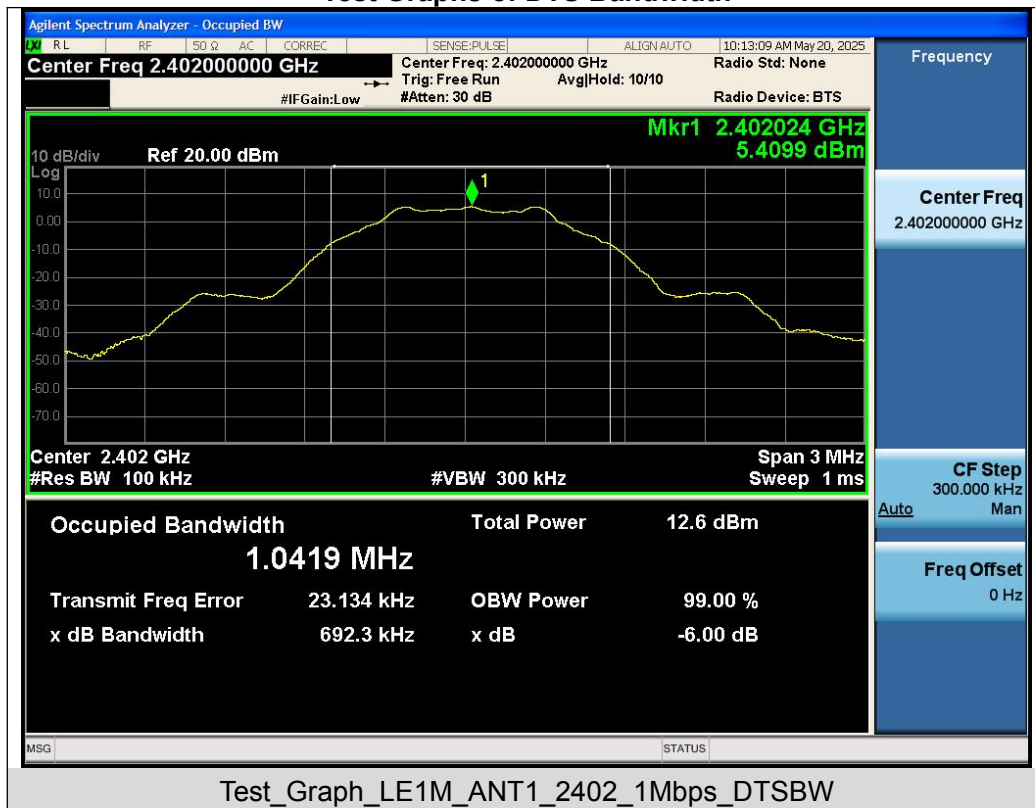 Test Graphs of DTS Bandwidth
Agilent Spectrum Analyzer - Occupied BW
LXI RL RF 50 Ω AC CORREC SENSE:PULSE ALIGN AUTO 10:13:09 AM May 20, 2025
Center Freq 2.402000000 GHz Center Freq: 2.402000000 GHz Radio Std: None Frequency
Trig: Free Run Avg|Hold: 10/10
#IFGain:Low #Atten: 30 dB Radio Device: BTS
Mkr1 2.402024 GHz
5.4099 dBm
10 dB/div Ref 20.00 dBm
Log
1
10.0
0.00
-10.0
-20.0
-30.0
-40.0
-50.0
-60.0
-70.0
Center 2.402 GHz Span 3 MHz
#Res BW 100 kHz #VBW 300 kHz Sweep 1 ms
Center Freq
2.402000000 GHz
CF Step
300.000 kHz
Auto Man
Freq Offset
0 Hz
Occupied Bandwidth Total Power 12.6 dBm
1.0419 MHz
Transmit Freq Error 23.134 kHz OBW Power 99.00 %
x dB Bandwidth 692.3 kHz x dB -6.00 dB
MSG STATUS
Test_Graph_LE1M_ANT1_2402_1Mbps_DTSBW